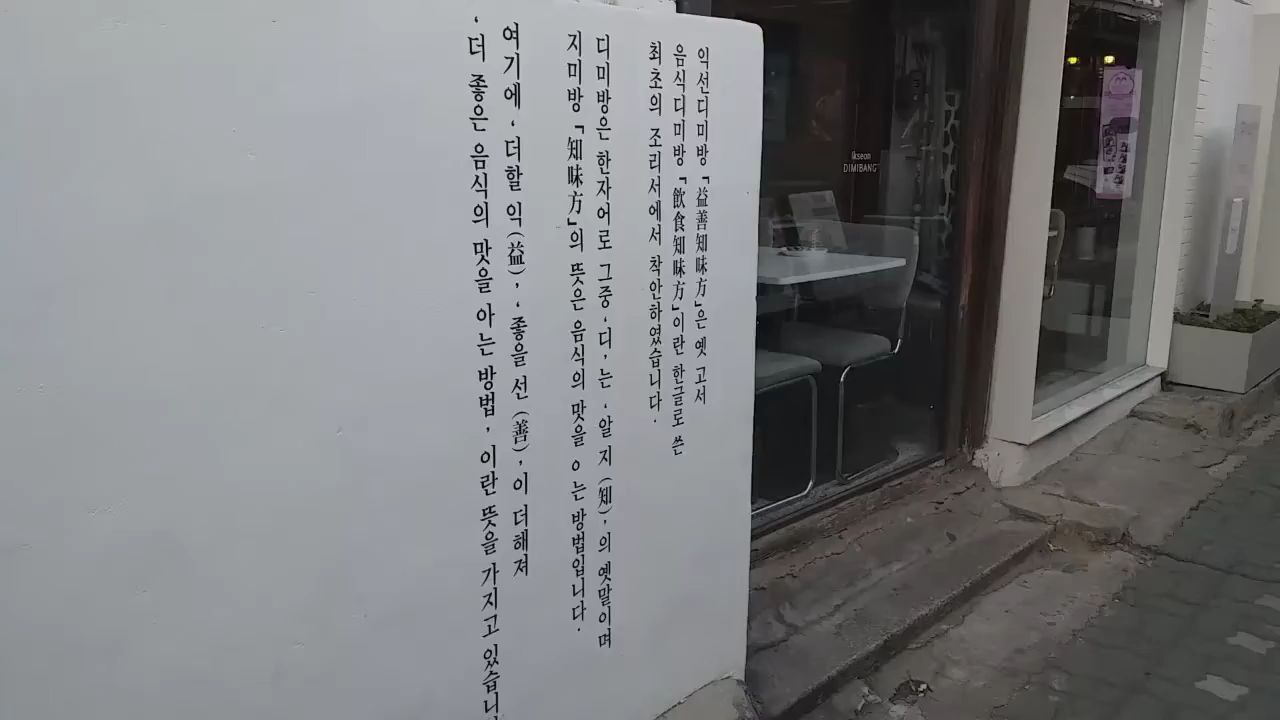 익선디미방「益善知味方」은 옛 고서
음식디미방「飮食知味方」이란 한글로 쓴
최초의 조리서에서 착안하였습니다.
디미방은 한자어로 그중 ‘디’는 ‘알 지(知)’의 옛말이며
지미방「知味方」의 뜻은 음식의 맛을 ㅇ는 방법입니다.
여기에 ‘더할 익(益)’, ‘좋을 선(善)’이 더해져
‘더 좋은 음식의 맛을 아는 방법’이란 뜻을 가지고 있습니
Ikseon
DIMIBANG